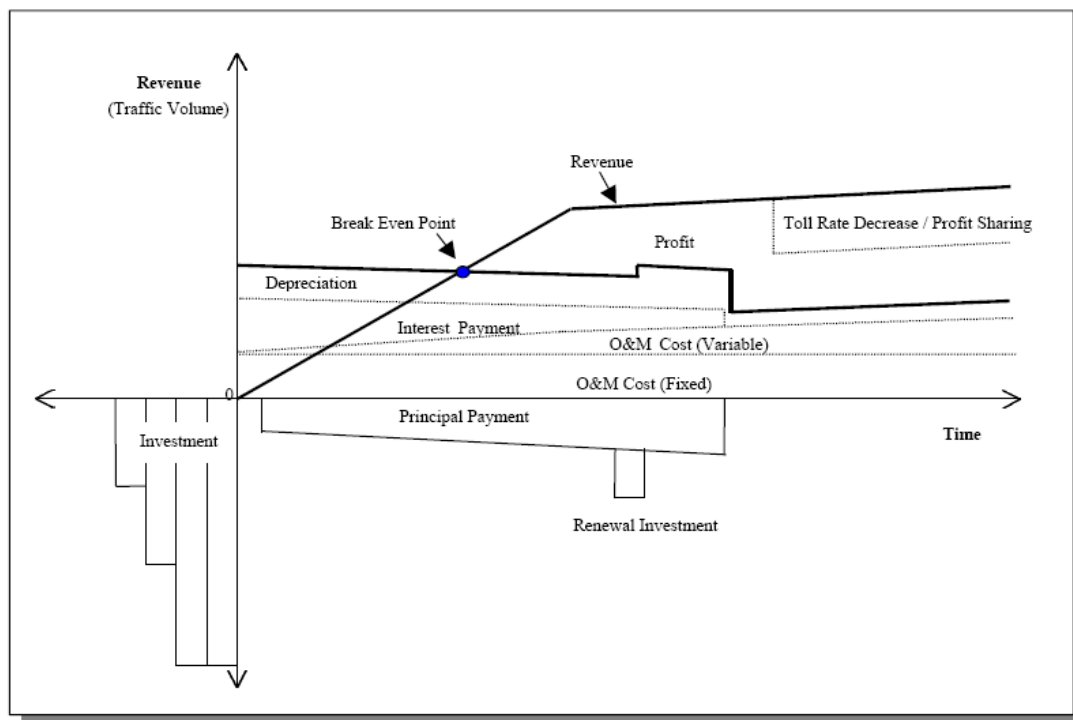 Revenue
(Traffic Volume)
Revenue
Break Even Point
Toll Rate Decrease / Profit Sharing
Profit
Depreciation
Interest Payment
O&M Cost (Variable)
O&M Cost (Fixed)
0
Principal Payment
Time
Investment
Renewal Investment